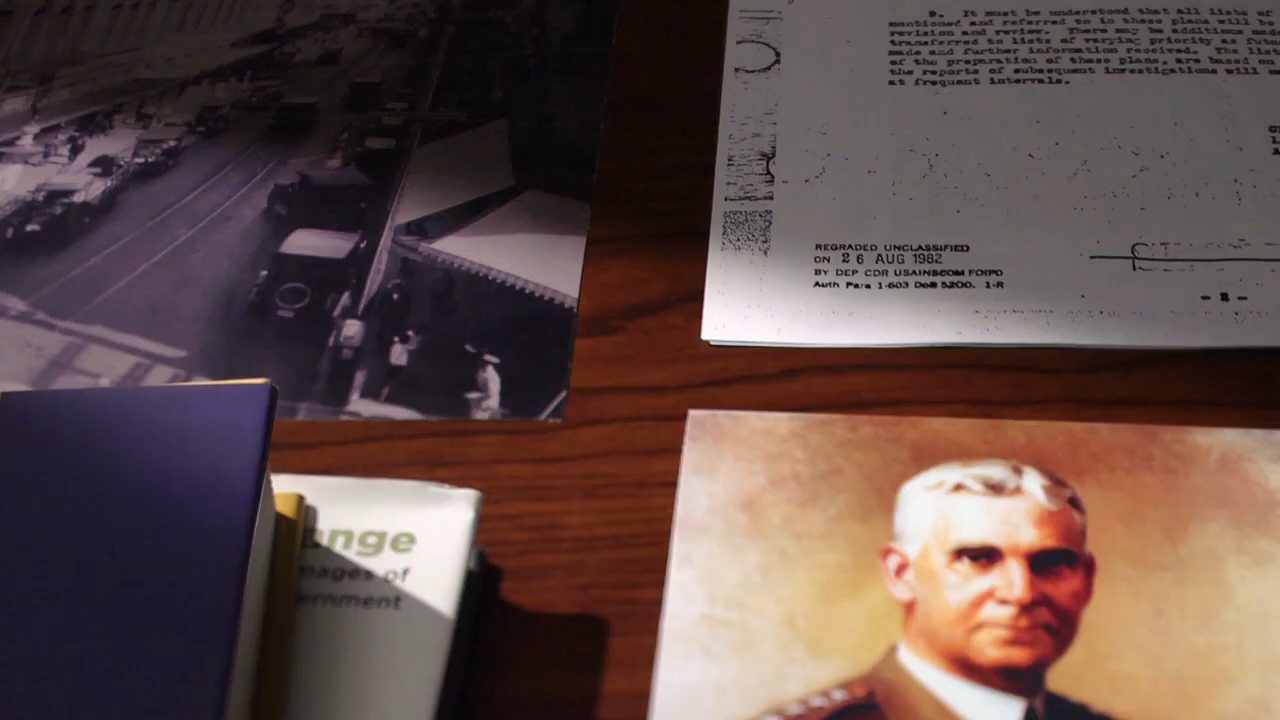 9. It must be understood that all lists of
mentioned and referred to in these plans will be
revision and review. There may be additions made
transferred to lists of varying priority as futu
made and further information received. The list
of the preparation of these plans, are based on
the reports of subsequent investigations will
at frequent intervals.
REGRADED UNCLASSIFIED
ON 26 AUG 1982
BY DEP CDR USAINSCOM FOIPO
Auth Para 1-603 DoD 5200. 1-R
ange
mages of
ernment